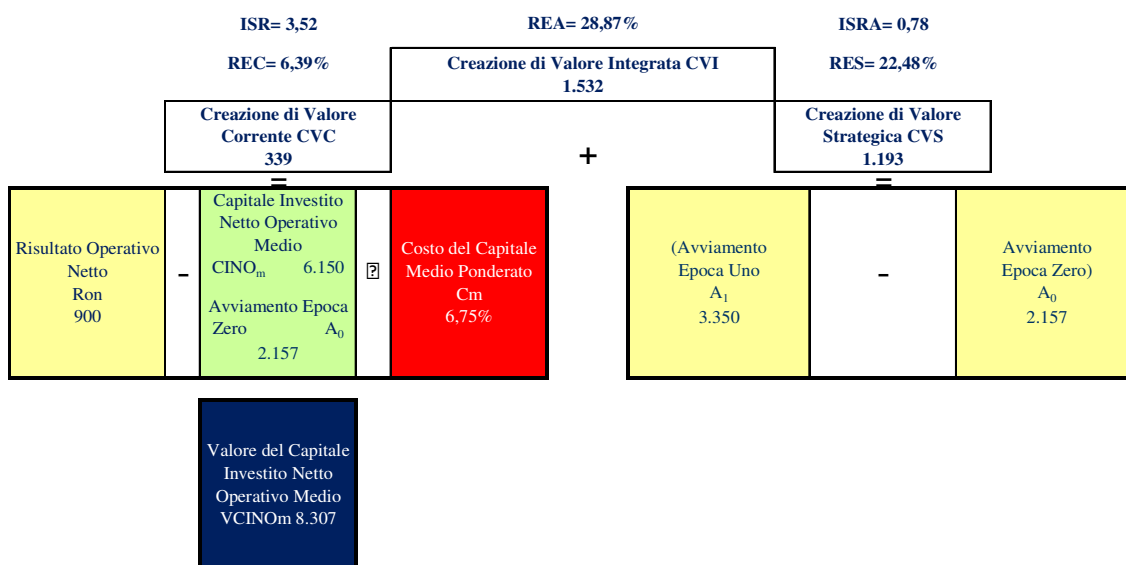 ISR= 3,52
REA= 28,87%
ISRA= 0,78
REC= 6,39%
Creazione di Valore Integrata CVI
1.532
RES= 22,48%
Creazione di Valore
Corrente CVC
339
+
Creazione di Valore
Strategica CVS
1.193
=
=
Risultato Operativo
Netto
Ron
900
-
Capitale Investito
Netto Operativo
Medio
CINOm 6.150
Avviamento Epoca
Zero A0
2.157
?
Costo del Capitale
Medio Ponderato
Cm
6,75%
(Avviamento
Epoca Uno
A1
3.350
-
Avviamento
Epoca Zero)
A0
2.157
Valore del Capitale
Investito Netto
Operativo Medio
VCINOm 8.307